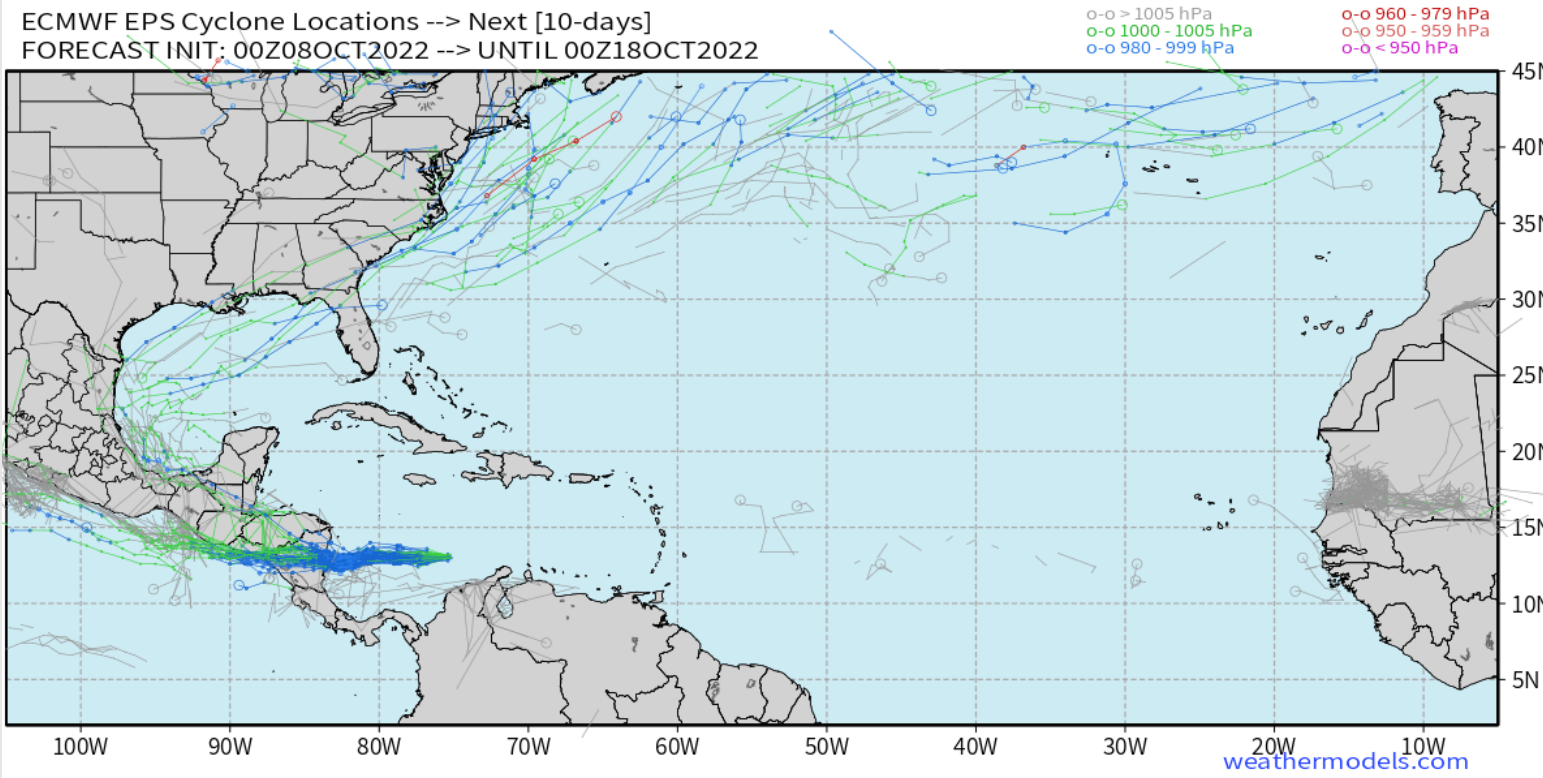 ECMWF EPS Cyclone Locations --> Next [10-days]
FORECAST INIT: 00Z08OCT2022 --> UNTIL 00Z18OCT2022
o-o > 1005 hPa
o-o 1000 - 1005 hPa
o-o 980 - 999 hPa
o-o 960 - 979 hPa
o-o 950 - 959 hPa
o-o < 950 hPa
45N
40N
35N
30N
25N
20N
15N
10N
5N
100W 90W 80W 70W 60W 50W 40W 30W 20W 10W
weathermodels.com